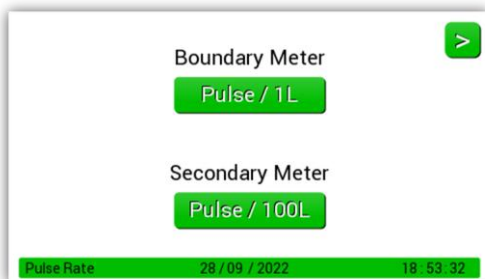 >
Boundary Meter
Pulse / 1L
Secondary Meter
Pulse / 100L
Pulse Rate 28 / 09 / 2022 18 : 53 : 32